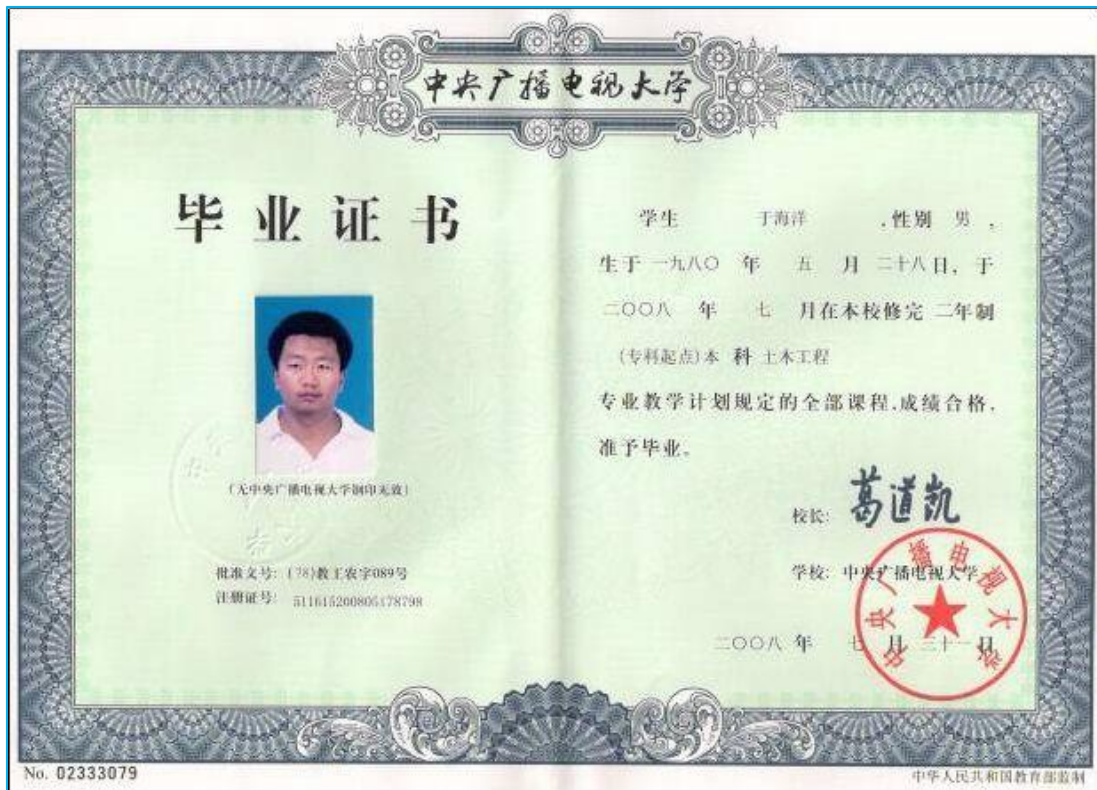 中央广播电视大学
毕业证书
(无中央广播电视大学钢印无效)
批准文号: (78)教工农字089号
注册证号: 511615200805178798
学生 于海洋 ,性别 男 ,
生于 一九八〇 年 五 月 二十八日, 于
二〇〇八 年 七 月在本校修完 二年制
(专科起点)本 科 土木工程
专业教学计划规定的全部课程,成绩合格,
准予毕业。
校长: 葛道凯
学校: 中央广播电视大学
二〇〇八 年 七 月 三十一日
中央广播电视大学
No. 02333079
中华人民共和国教育部监制